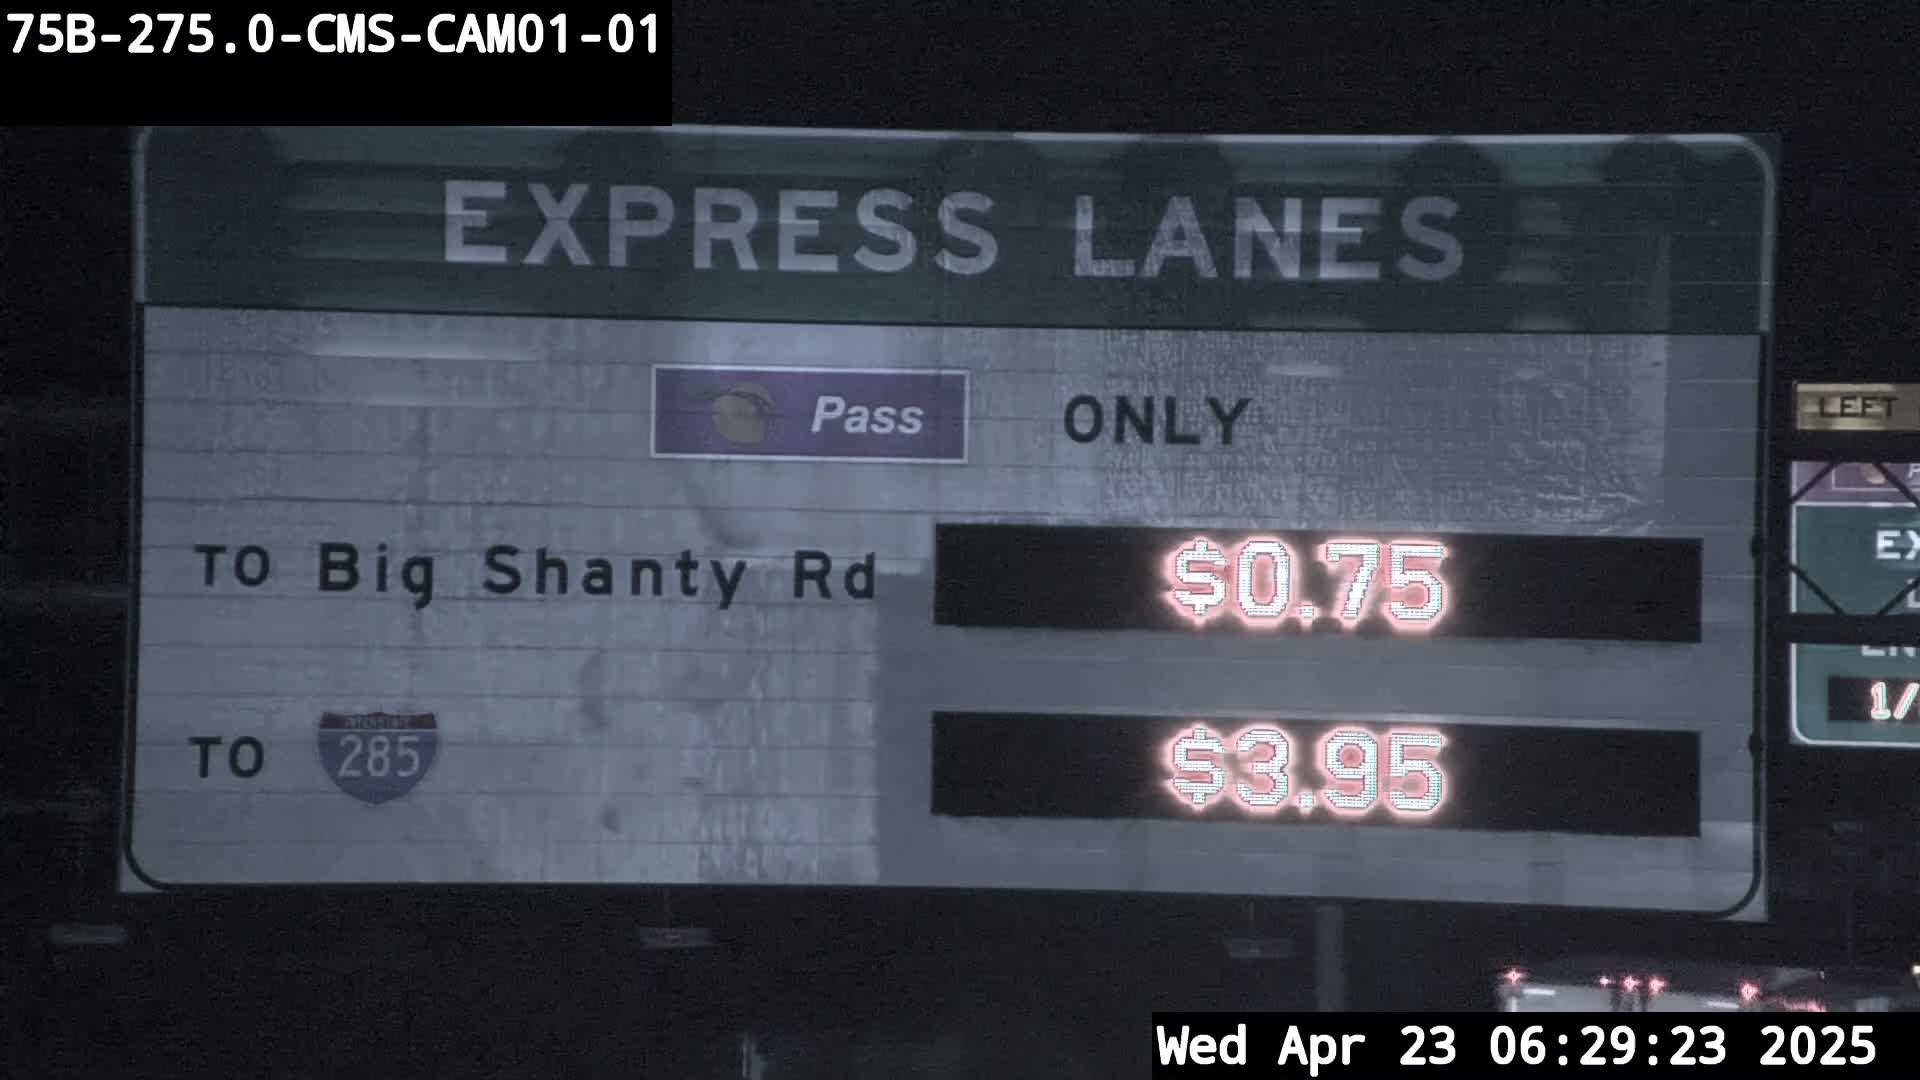 75B-275.0-CMS-CAM01-01
EXPRESS LANES
Pass ONLY
TO Big Shanty Rd $0.75
TO INTERSTATE 285 $3.95
LEFT
Wed Apr 23 06:29:23 2025